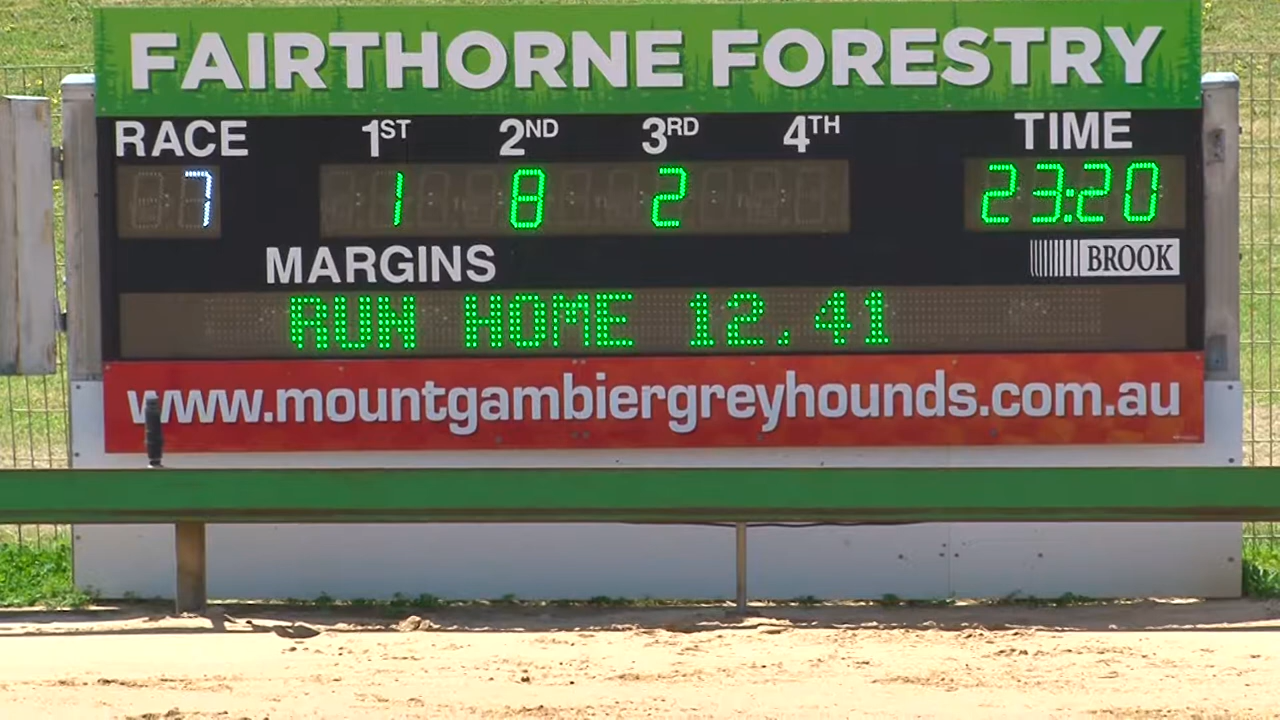 FAIRTHORNE FORESTRY
RACE 1ST 2ND 3RD 4TH TIME
7 1 8 2 23:20
MARGINS BROOK
RUN HOME 12.41
www.mountgambiergreyhounds.com.au